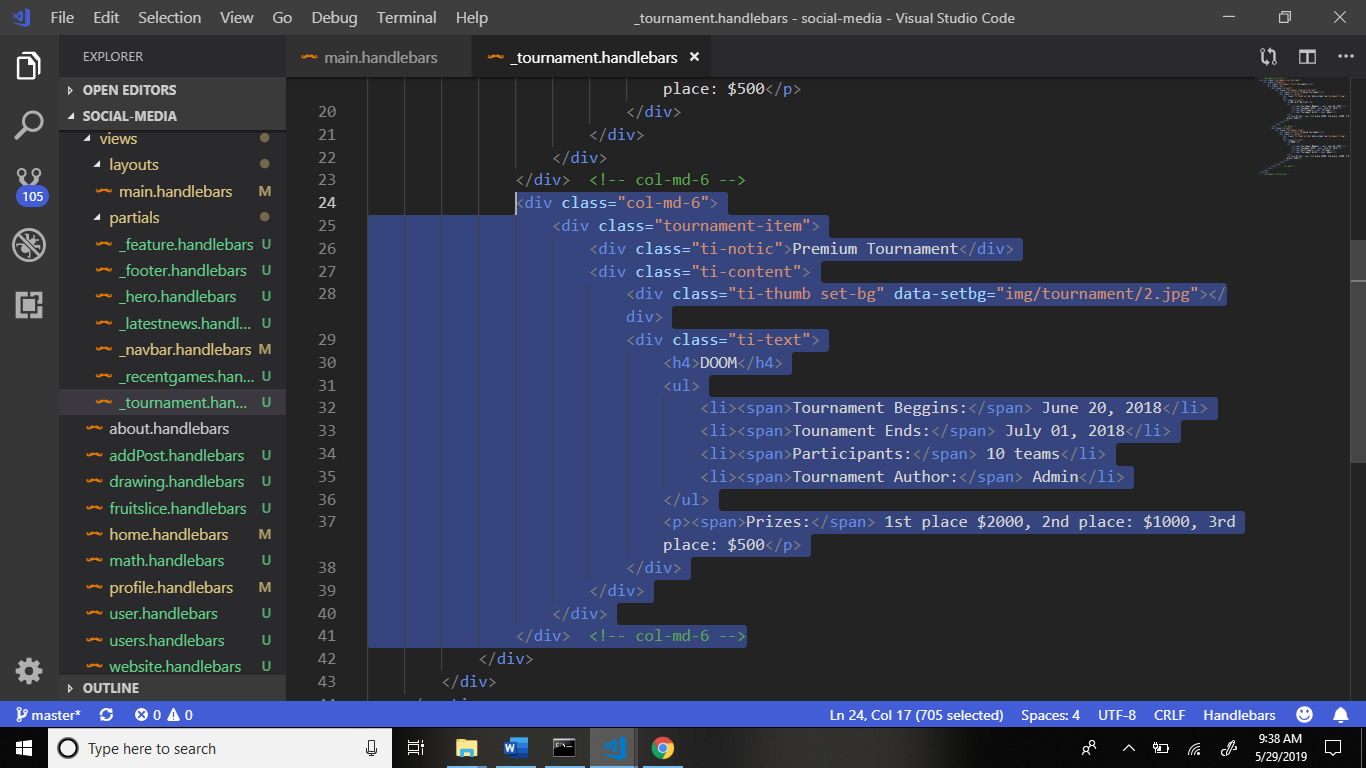 File Edit Selection View Go Debug Terminal Help
_tournament.handlebars - social-media - Visual Studio Code
EXPLORER
OPEN EDITORS
SOCIAL-MEDIA
views
layouts
main.handlebars M
partials
_feature.handlebars U
_footer.handlebars U
_hero.handlebars U
_latestnews.handl... U
_navbar.handlebars M
_recentgames.han... U
_tournament.han... U
about.handlebars
addPost.handlebars U
drawing.handlebars U
fruitslice.handlebars U
home.handlebars M
math.handlebars U
profile.handlebars M
user.handlebars U
users.handlebars U
website.handlebars U
OUTLINE
105
main.handlebars
_tournament.handlebars
place: $500</p>
20 </div>
21 </div>
22 </div>
23 </div> <!-- col-md-6 -->
24 <div class="col-md-6">
25 <div class="tournament-item">
26 <div class="ti-notic">Premium Tournament</div>
27 <div class="ti-content">
28 <div class="ti-thumb set-bg" data-setbg="img/tournament/2.jpg"></
div>
29 <div class="ti-text">
30 <h4>DOOM</h4>
31 <ul>
32 <li><span>Tournament Beggins:</span> June 20, 2018</li>
33 <li><span>Tounament Ends:</span> July 01, 2018</li>
34 <li><span>Participants:</span> 10 teams</li>
35 <li><span>Tournament Author:</span> Admin</li>
36 </ul>
37 <p><span>Prizes:</span> 1st place $2000, 2nd place: $1000, 3rd
place: $500</p>
38 </div>
39 </div>
40 </div>
41 </div> <!-- col-md-6 -->
42 </div>
43 </div>
master* 0 0
Ln 24, Col 17 (705 selected) Spaces: 4 UTF-8 CRLF Handlebars
Type here to search
9:38 AM
5/29/2019